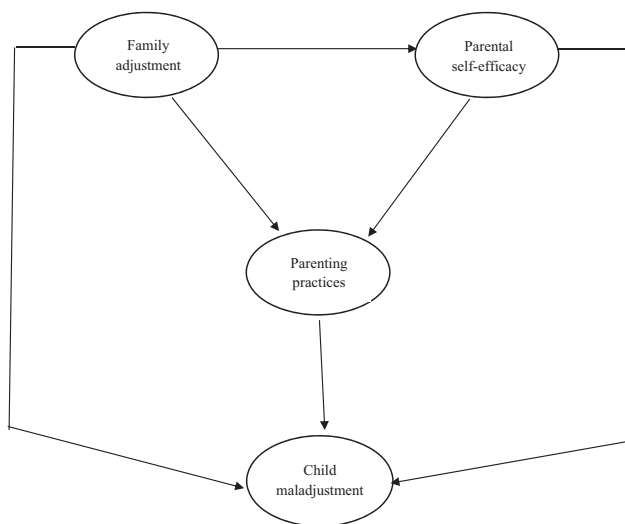 Family
adjustment
Parental
self-efficacy
Parenting
practices
Child
maladjustment